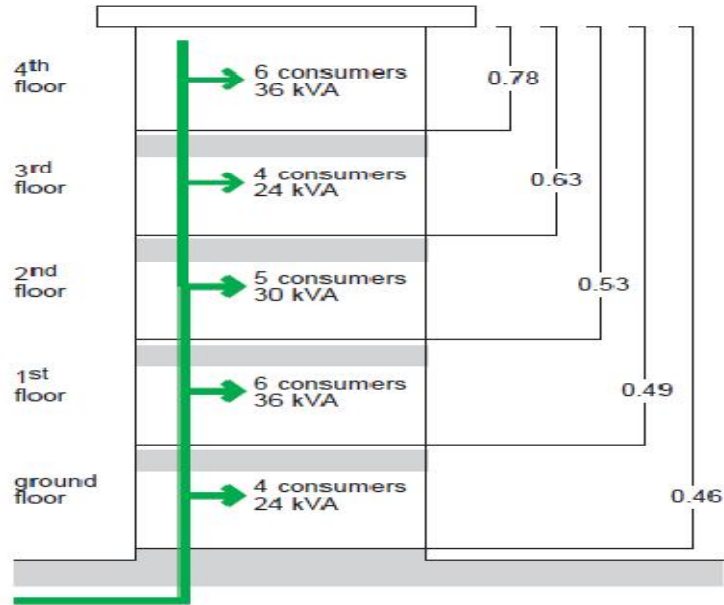 4th
floor
6 consumers
36 kVA
0.78
3rd
floor
4 consumers
24 kVA
0.63
2nd
floor
5 consumers
30 kVA
0.53
1st
floor
6 consumers
36 kVA
0.49
ground
floor
4 consumers
24 kVA
0.46